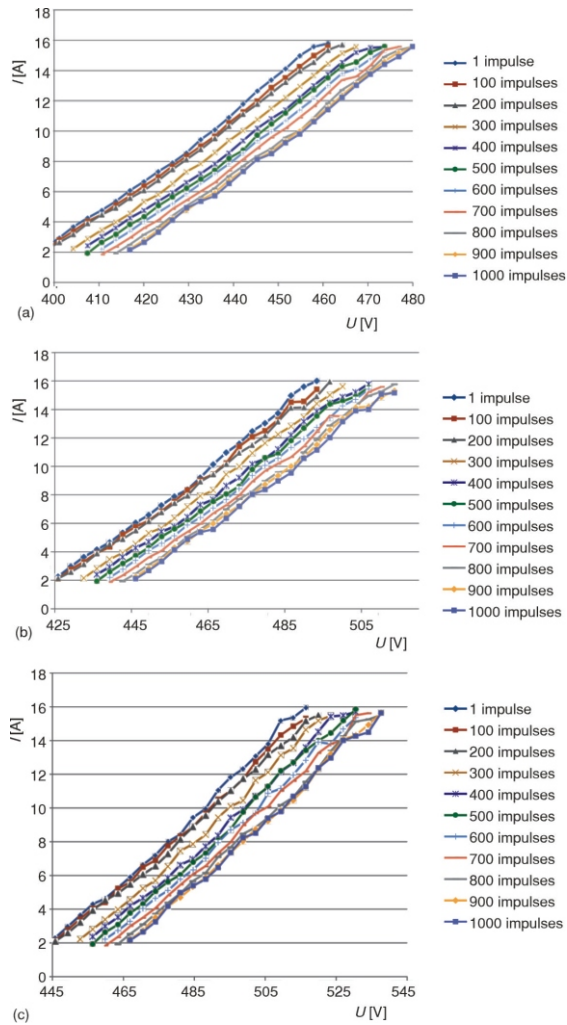 I [A]
18
16
14
12
10
8
6
4
2
0
400 410 420 430 440 450 460 470 480
U [V]
(a)
1 impulse
100 impulses
200 impulses
300 impulses
400 impulses
500 impulses
600 impulses
700 impulses
800 impulses
900 impulses
1000 impulses
I [A]
18
16
14
12
10
8
6
4
2
0
425 445 465 485 505
U [V]
(b)
1 impulse
100 impulses
200 impulses
300 impulses
400 impulses
500 impulses
600 impulses
700 impulses
800 impulses
900 impulses
1000 impulses
I [A]
18
16
14
12
10
8
6
4
2
0
445 465 485 505 525 545
U [V]
(c)
1 impulse
100 impulses
200 impulses
300 impulses
400 impulses
500 impulses
600 impulses
700 impulses
800 impulses
900 impulses
1000 impulses